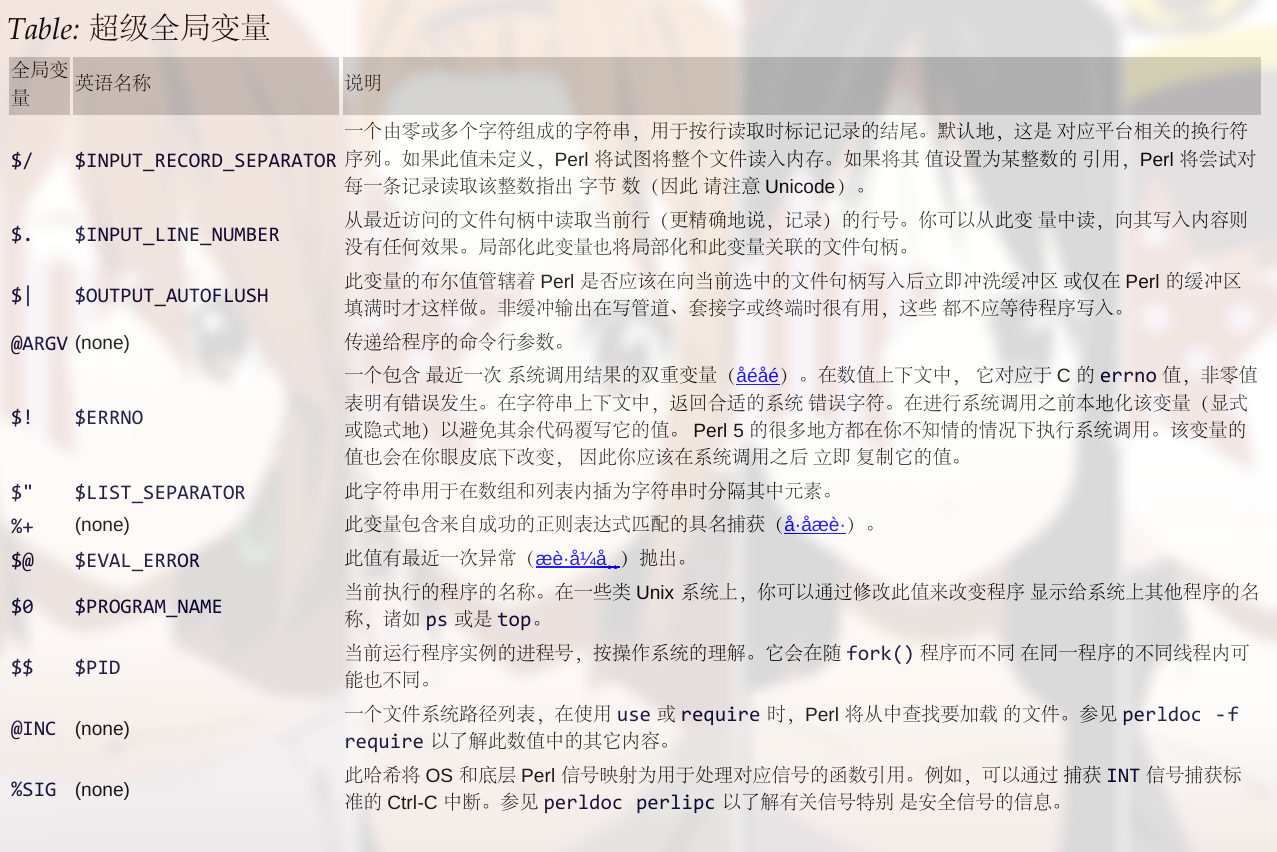 Table: 超级全局变量
全局变
量
英语名称
说明
$/
$INPUT_RECORD_SEPARATOR
一个由零或多个字符组成的字符串，用于按行读取时标记记录的结尾。默认地，这是 对应平台相关的换行符
序列。如果此值未定义，Perl 将试图将整个文件读入内存。如果将其 值设置为某整数的 引用，Perl 将尝试对
每一条记录读取该整数指出 字节 数（因此 请注意 Unicode）。
$.
$INPUT_LINE_NUMBER
从最近访问的文件句柄中读取当前行（更精确地说，记录）的行号。你可以从此变 量中读，向其写入内容则
没有任何效果。局部化此变量也将局部化和此变量关联的文件句柄。
$|
$OUTPUT_AUTOFLUSH
此变量的布尔值管辖着 Perl 是否应该在向当前选中的文件句柄写入后立即冲洗缓冲区 或仅在 Perl 的缓冲区
填满时才这样做。非缓冲输出在写管道、套接字或终端时很有用，这些 都不应等待程序写入。
@ARGV
(none)
传递给程序的命令行参数。
$!
$ERRNO
一个包含 最近一次 系统调用结果的双重变量（åéåé）。在数值上下文中， 它对应于 C 的 errno 值，非零值
表明有错误发生。在字符串上下文中，返回合适的系统 错误字符。在进行系统调用之前本地化该变量（显式
或隐式地）以避免其余代码覆写它的值。 Perl 5 的很多地方都在你不知情的情况下执行系统调用。该变量的
值也会在你眼皮底下改变， 因此你应该在系统调用之后 立即 复制它的值。
$"
$LIST_SEPARATOR
此字符串用于在数组和列表内插为字符串时分隔其中元素。
%+
(none)
此变量包含来自成功的正则表达式匹配的具名捕获（å·åæè·）。
$@
$EVAL_ERROR
此值有最近一次异常（æè·å¼å¸¸）抛出。
$0
$PROGRAM_NAME
当前执行的程序的名称。在一些类 Unix 系统上，你可以通过修改此值来改变程序 显示给系统上其他程序的名
称，诸如 ps 或是 top。
$$
$PID
当前运行程序实例的进程号，按操作系统的理解。它会在随 fork() 程序而不同 在同一程序的不同线程内可
能也不同。
@INC
(none)
一个文件系统路径列表，在使用 use 或 require 时，Perl 将从中查找要加载 的文件。参见 perldoc -f
require 以了解此数值中的其它内容。
%SIG
(none)
此哈希将 OS 和底层 Perl 信号映射为用于处理对应信号的函数引用。例如，可以通过 捕获 INT 信号捕获标
准的 Ctrl-C 中断。参见 perldoc perlipc 以了解有关信号特别 是安全信号的信息。